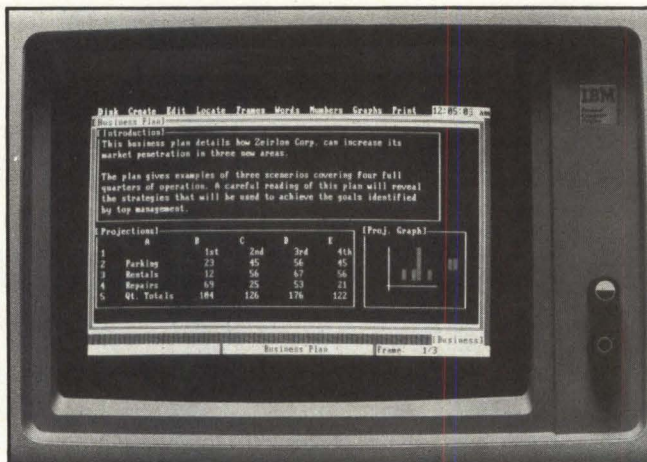 Disk Create Edit Locate Frames Words Numbers Graphs Print 12:05:03 am
[Business Plan]
[Introduction]
This business plan details how Zeirlon Corp. can increase its
market penetration in three new areas.
The plan gives examples of three scenarios covering four full
quarters of operation. A careful reading of this plan will reveal
the strategies that will be used to achieve the goals identified
by top management.
[Projections]
A B C D E
1 1st 2nd 3rd 4th
2 Parking 23 45 56 45
3 Rentals 12 56 67 56
4 Repairs 69 25 53 21
5 Qt. Totals 104 126 176 122
[Proj. Graph]
[Business]
Business Plan Frame 1/3
IBM
Personal
Computer